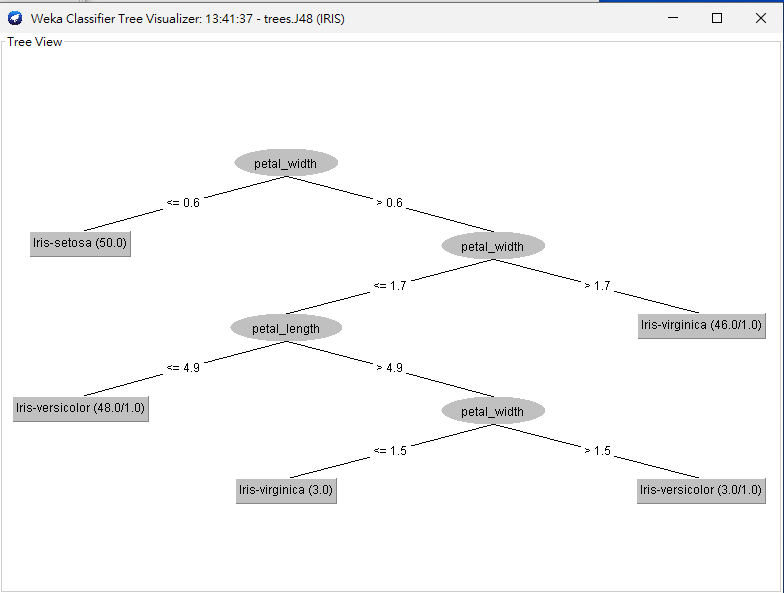 Weka Classifier Tree Visualizer: 13:41:37 - trees.J48 (IRIS)
Tree View
petal_width
<= 0.6
> 0.6
Iris-setosa (50.0)
petal_width
<= 1.7
> 1.7
petal_length
Iris-virginica (46.0/1.0)
<= 4.9
> 4.9
Iris-versicolor (48.0/1.0)
petal_width
<= 1.5
> 1.5
Iris-virginica (3.0)
Iris-versicolor (3.0/1.0)